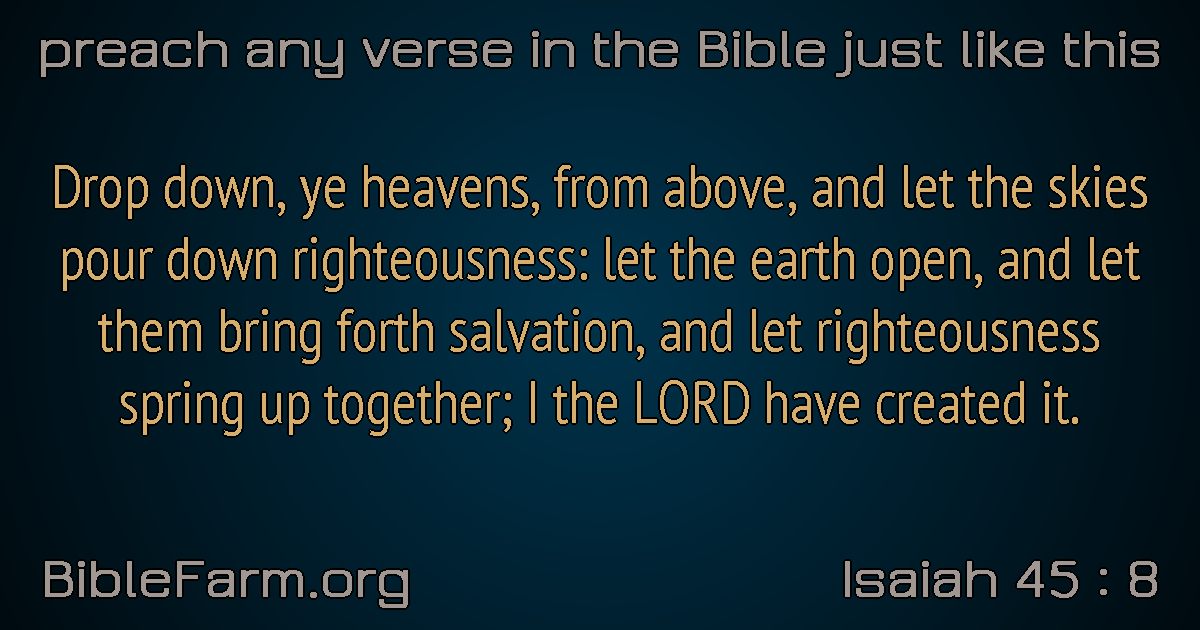 preach any verse in the Bible just like this
Drop down, ye heavens, from above, and let the skies
pour down righteousness: let the earth open, and let
them bring forth salvation, and let righteousness
spring up together; I the LORD have created it.
BibleFarm.org
Isaiah 45 : 8